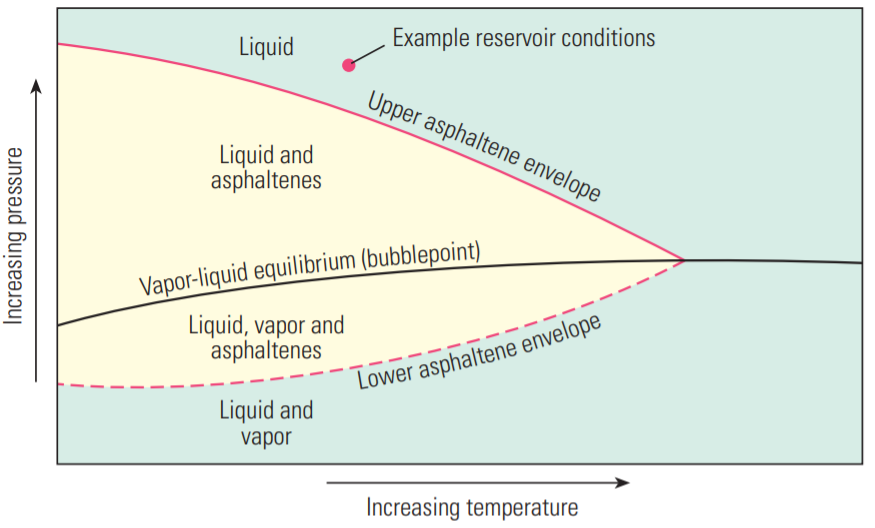 Liquid
Example reservoir conditions
Upper asphaltene envelope
Liquid and
asphaltenes
Increasing pressure
Vapor-liquid equilibrium (bubblepoint)
Liquid, vapor and
asphaltenes
Lower asphaltene envelope
Liquid and
vapor
Increasing temperature